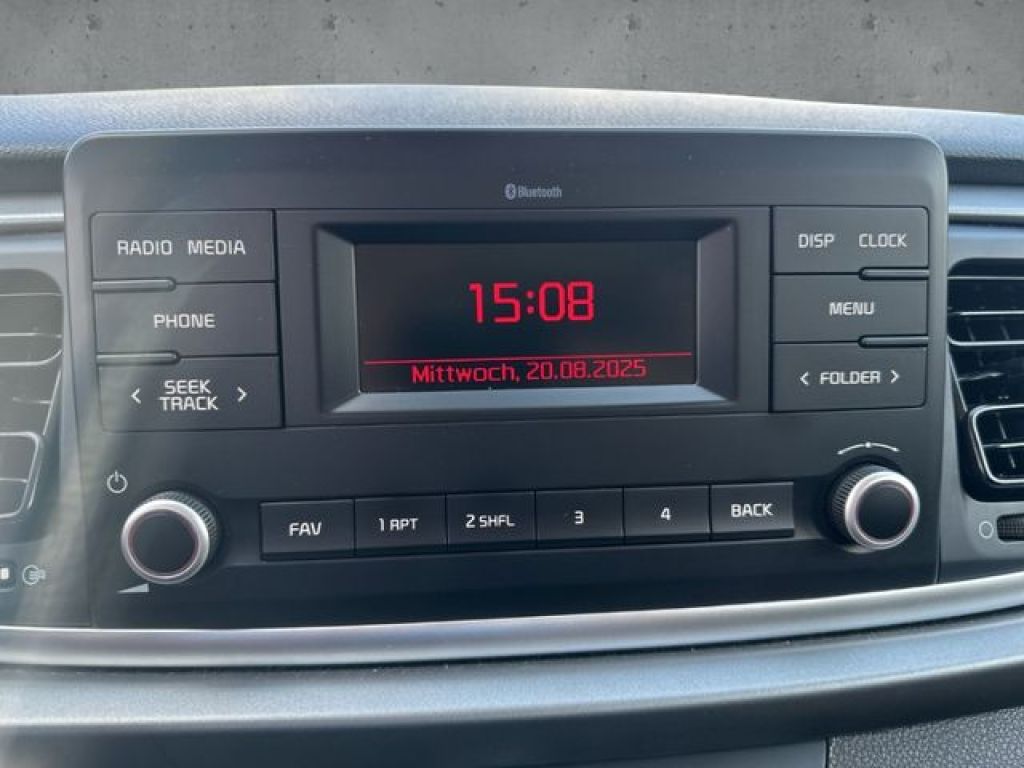 Bluetooth
RADIO MEDIA
DISP CLOCK
15:08
PHONE
MENU
Mittwoch, 20.08.2025
< SEEK TRACK >
< FOLDER >
FAV
1 RPT
2 SHFL
3
4
BACK